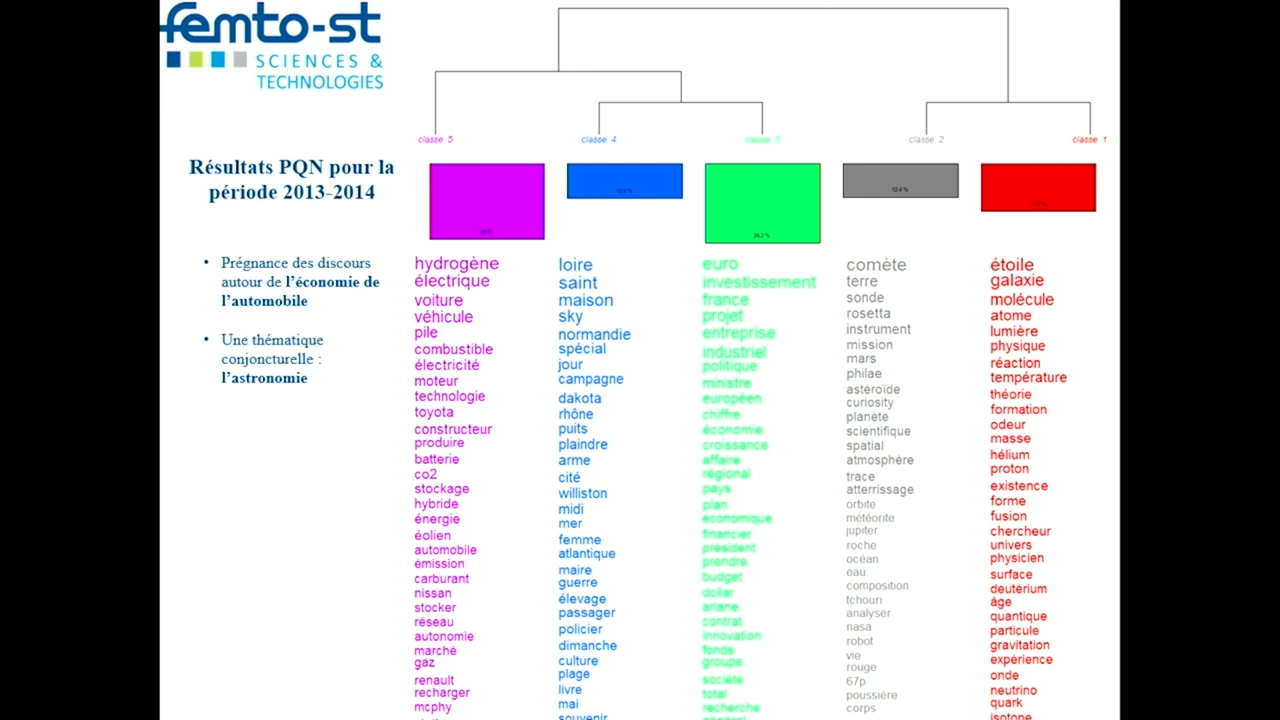 femto-st
SCIENCES &
TECHNOLOGIES
classe 5
classe 4
classe 2
classe 1
Résultats PQN pour la
période 2013-2014
12,4 %
• Prégnance des discours
autour de l'économie de
l'automobile
• Une thématique
conjoncturelle :
l'astronomie
hydrogène
électrique
voiture
véhicule
pile
combustible
électricité
moteur
technologie
toyota
constructeur
produire
batterie
co2
stockage
hybride
énergie
éolien
automobile
émission
carburant
nissan
stocker
réseau
autonomie
marché
gaz
renault
recharger
mcphy
loire
saint
maison
sky
normandie
spécial
jour
campagne
dakota
rhône
puits
plaindre
arme
cité
williston
midi
mer
femme
atlantique
maire
guerre
élevage
passager
policier
dimanche
culture
plage
livre
mai
souvenir
euro
investissement
france
projet
entreprise
industriel
politique
ministre
européen
chiffre
économie
croissance
affaire
régional
pays
plan
économique
financier
président
prendre
budget
dollar
ariane
contrat
innovation
fonds
groupe
société
total
recherche
général
comète
terre
sonde
rosetta
instrument
mission
mars
philae
astéroïde
curiosity
planète
scientifique
spatial
atmosphère
trace
atterrissage
orbite
météorite
jupiter
roche
océan
eau
composition
tchouri
analyser
nasa
robot
vie
rouge
67p
poussière
corps
étoile
galaxie
molécule
atome
lumière
physique
réaction
température
théorie
formation
odeur
masse
hélium
proton
existence
forme
fusion
chercheur
univers
physicien
surface
deutérium
âge
quantique
particule
gravitation
expérience
onde
neutrino
quark
isotope